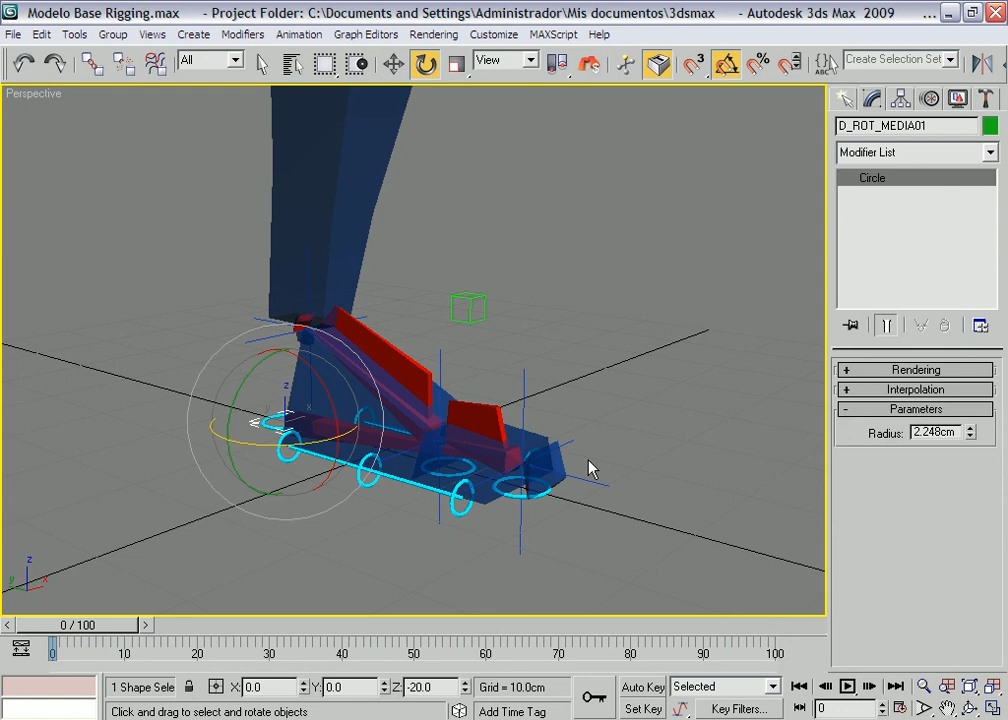 Modelo Base Rigging.max - Project Folder: C:\Documents and Settings\Administrador\Mis documentos\3dsmax - Autodesk 3ds Max 2009 ...
File Edit Tools Group Views Create Modifiers Animation Graph Editors Rendering Customize MAXScript Help
All View 3 % ABC Create Selection Set
Perspective
D_ROT_MEDIA01
Modifier List
Circle
+ Rendering
+ Interpolation
- Parameters
Radius: 2.248cm
z
x
z
y
x
< 0 / 100 >
0 10 20 30 40 50 60 70 80 90 100
1 Shape Sele X: 0.0 Y: 0.0 Z: -20.0 Grid = 10.0cm Auto Key Selected
Click and drag to select and rotate objects Add Time Tag Set Key Key Filters... 0